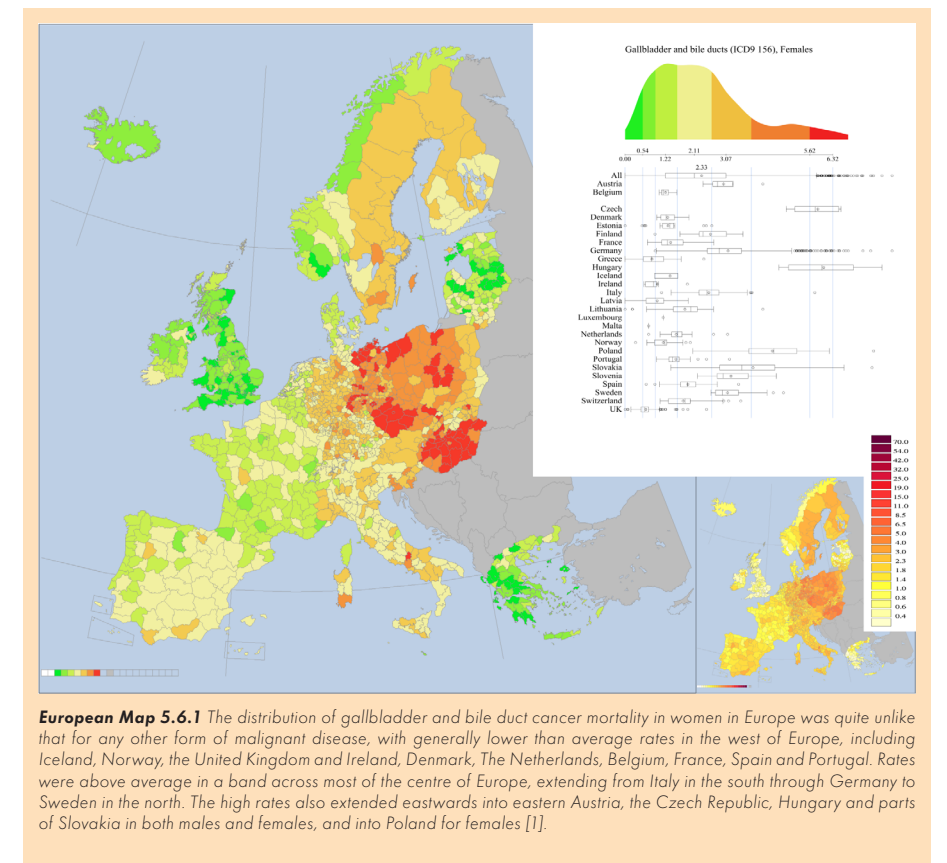 Gallbladder and bile ducts (ICD9 156), Females
0.54 2.11 5.62
0.00 1.22 3.07 6.32
2.33
All
Austria
Belgium
Czech
Denmark
Estonia
Finland
France
Germany
Greece
Hungary
Iceland
Ireland
Italy
Latvia
Lithuania
Luxembourg
Malta
Netherlands
Norway
Poland
Portugal
Slovakia
Slovenia
Spain
Sweden
Switzerland
UK
70.0
54.0
42.0
32.0
25.0
19.0
15.0
11.0
8.5
6.5
5.0
4.0
3.0
2.3
1.8
1.4
1.0
0.8
0.6
0.4
European Map 5.6.1 The distribution of gallbladder and bile duct cancer mortality in women in Europe was quite unlike
that for any other form of malignant disease, with generally lower than average rates in the west of Europe, including
Iceland, Norway, the United Kingdom and Ireland, Denmark, The Netherlands, Belgium, France, Spain and Portugal. Rates
were above average in a band across most of the centre of Europe, extending from Italy in the south through Germany to
Sweden in the north. The high rates also extended eastwards into eastern Austria, the Czech Republic, Hungary and parts
of Slovakia in both males and females, and into Poland for females [1].